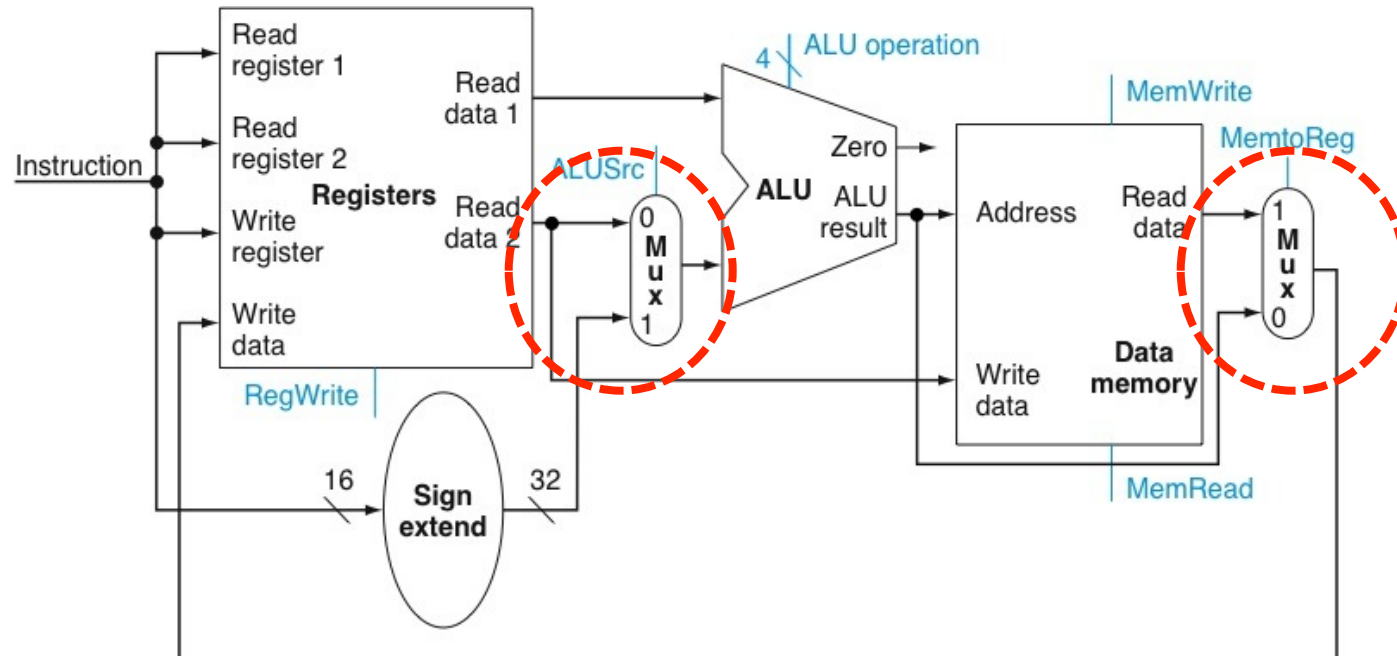 Instruction
Read
register 1
Read
register 2
Write
register
Write
data
Registers
Read
data 1
Read
data 2
RegWrite
16
Sign
extend
32
ALUSrc
0
M
u
x
1
4
ALU operation
Zero
ALU
ALU
result
MemWrite
Address
Read
data
Write
data
Data
memory
MemRead
MemtoReg
1
M
u
x
0